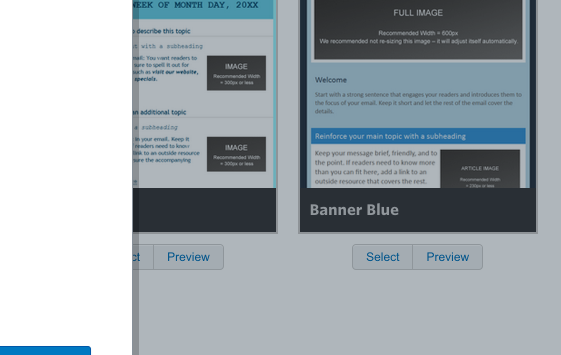 WEEK OF MONTH DAY, 20XX
describe this topic
with a subheading
You want readers to
sure to spell it out for
such as visit our website,
specials.
IMAGE
Recommended Width
= 300px or less
an additional topic
a subheading
in your email. Keep it
readers need to know
link to an outside resource
the accompanying
IMAGE
Recommended Width
= 300px or less
Preview
FULL IMAGE
Recommended Width = 600px
We recommend not re-sizing this image – it will adjust itself automatically.
Welcome
Start with a strong sentence that engages your readers and introduces them to
the focus of your email. Keep it short and let the rest of the email cover the
details.
Reinforce your main topic with a subheading
Keep your message brief, friendly, and to
the point. If readers need to know more
than you can fit here, add a link to an
outside resource that covers the rest.
ARTICLE IMAGE
Recommended Width
Banner Blue
Select
Preview